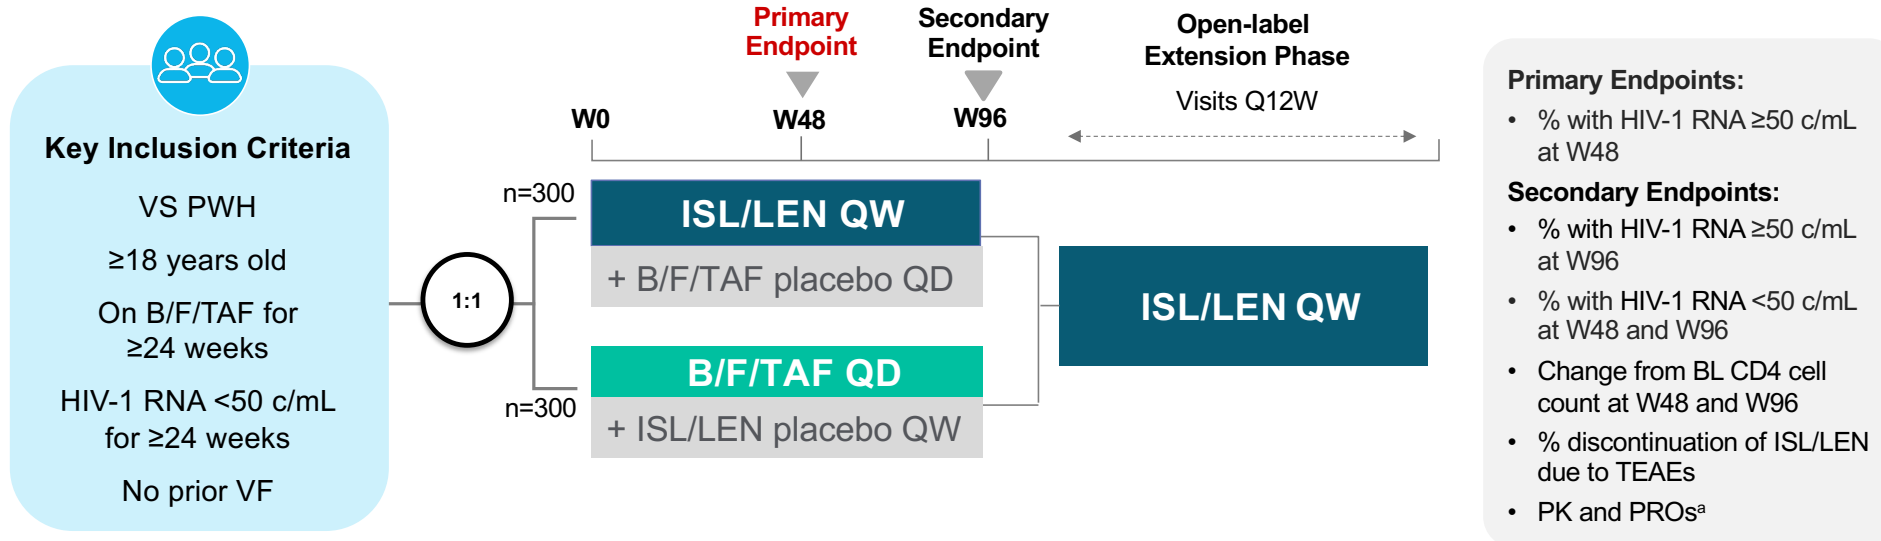 Key Inclusion Criteria
VS PWH
≥18 years old
On B/F/TAF for
≥24 weeks
HIV-1 RNA <50 c/mL
for ≥24 weeks
No prior VF
1:1
Primary
Endpoint
Secondary
Endpoint
Open-label
Extension Phase
Visits Q12W
W0
W48
W96
n=300
ISL/LEN QW
+ B/F/TAF placebo QD
n=300
B/F/TAF QD
+ ISL/LEN placebo QW
ISL/LEN QW
Primary Endpoints:
• % with HIV-1 RNA ≥50 c/mL
at W48
Secondary Endpoints:
• % with HIV-1 RNA ≥50 c/mL
at W96
• % with HIV-1 RNA <50 c/mL
at W48 and W96
• Change from BL CD4 cell
count at W48 and W96
• % discontinuation of ISL/LEN
due to TEAEs
• PK and PROsᵃ